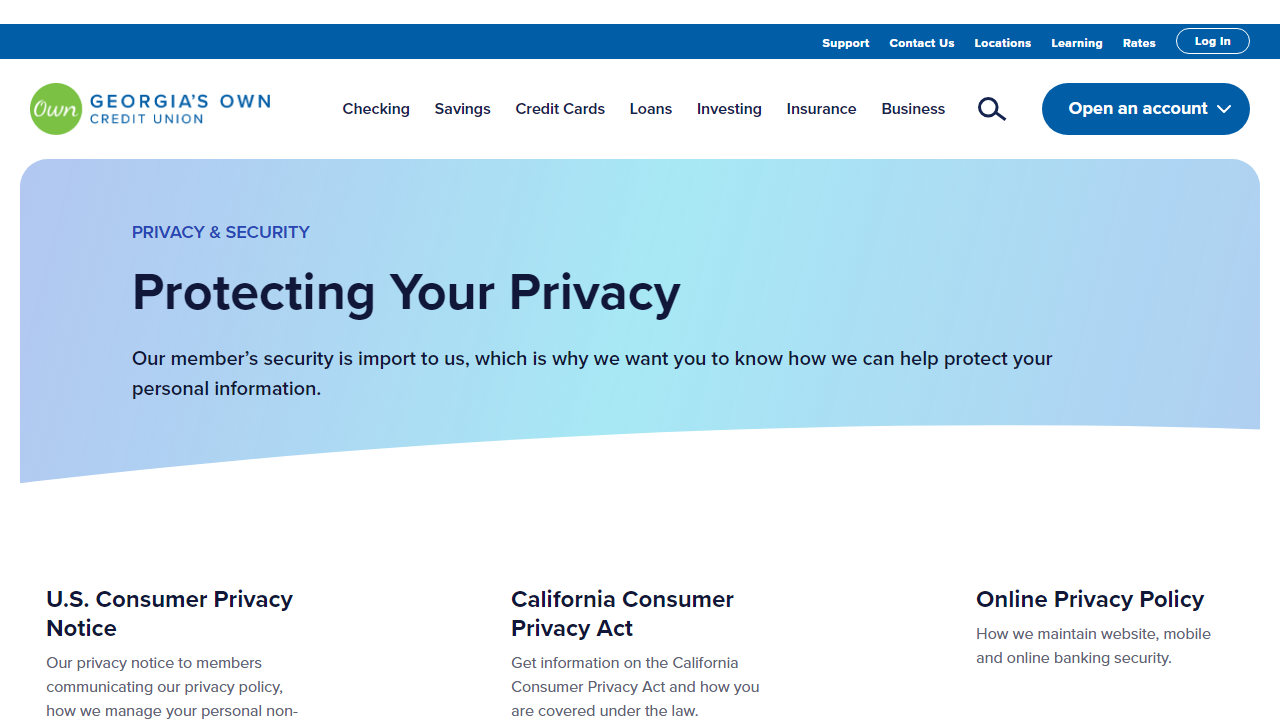 Support Contact Us Locations Learning Rates Log In
Own GEORGIA'S OWN
CREDIT UNION
Checking Savings Credit Cards Loans Investing Insurance Business Open an account
PRIVACY & SECURITY
Protecting Your Privacy
Our member’s security is import to us, which is why we want you to know how we can help protect your
personal information.
U.S. Consumer Privacy
Notice
Our privacy notice to members
communicating our privacy policy,
how we manage your personal non-
California Consumer
Privacy Act
Get information on the California
Consumer Privacy Act and how you
are covered under the law.
Online Privacy Policy
How we maintain website, mobile
and online banking security.